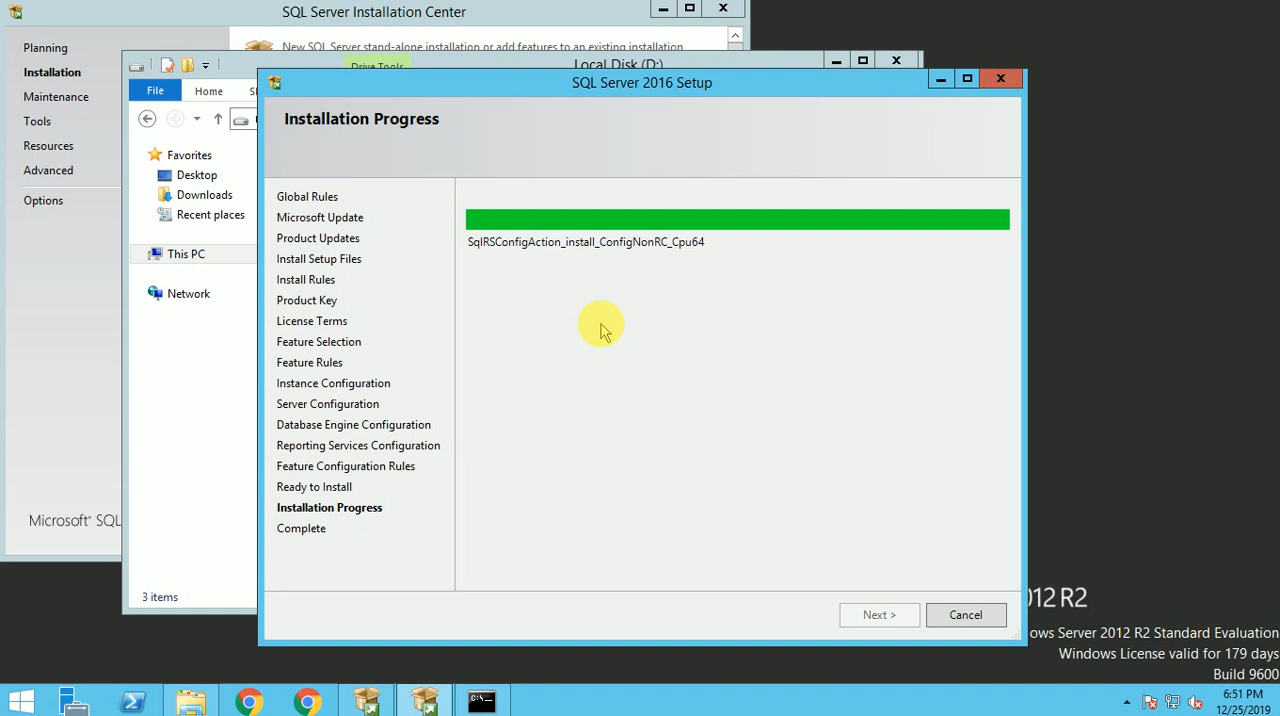 SQL Server Installation Center
Planning
Installation
Maintenance
Tools
Resources
Advanced
Options
Microsoft® SQL
New SQL Server stand-alone installation or add features to an existing installation
Drive Tools
Local Disk (D:)
File
Home
Favorites
Desktop
Downloads
Recent places
This PC
Network
3 items
SQL Server 2016 Setup
Installation Progress
Global Rules
Microsoft Update
Product Updates
Install Setup Files
Install Rules
Product Key
License Terms
Feature Selection
Feature Rules
Instance Configuration
Server Configuration
Database Engine Configuration
Reporting Services Configuration
Feature Configuration Rules
Ready to Install
Installation Progress
Complete
SqlRSConfigAction_install_ConfigNonRC_Cpu64
Next >
Cancel
012 R2
ows Server 2012 R2 Standard Evaluation
Windows License valid for 179 days
Build 9600
6:51 PM
12/25/2019